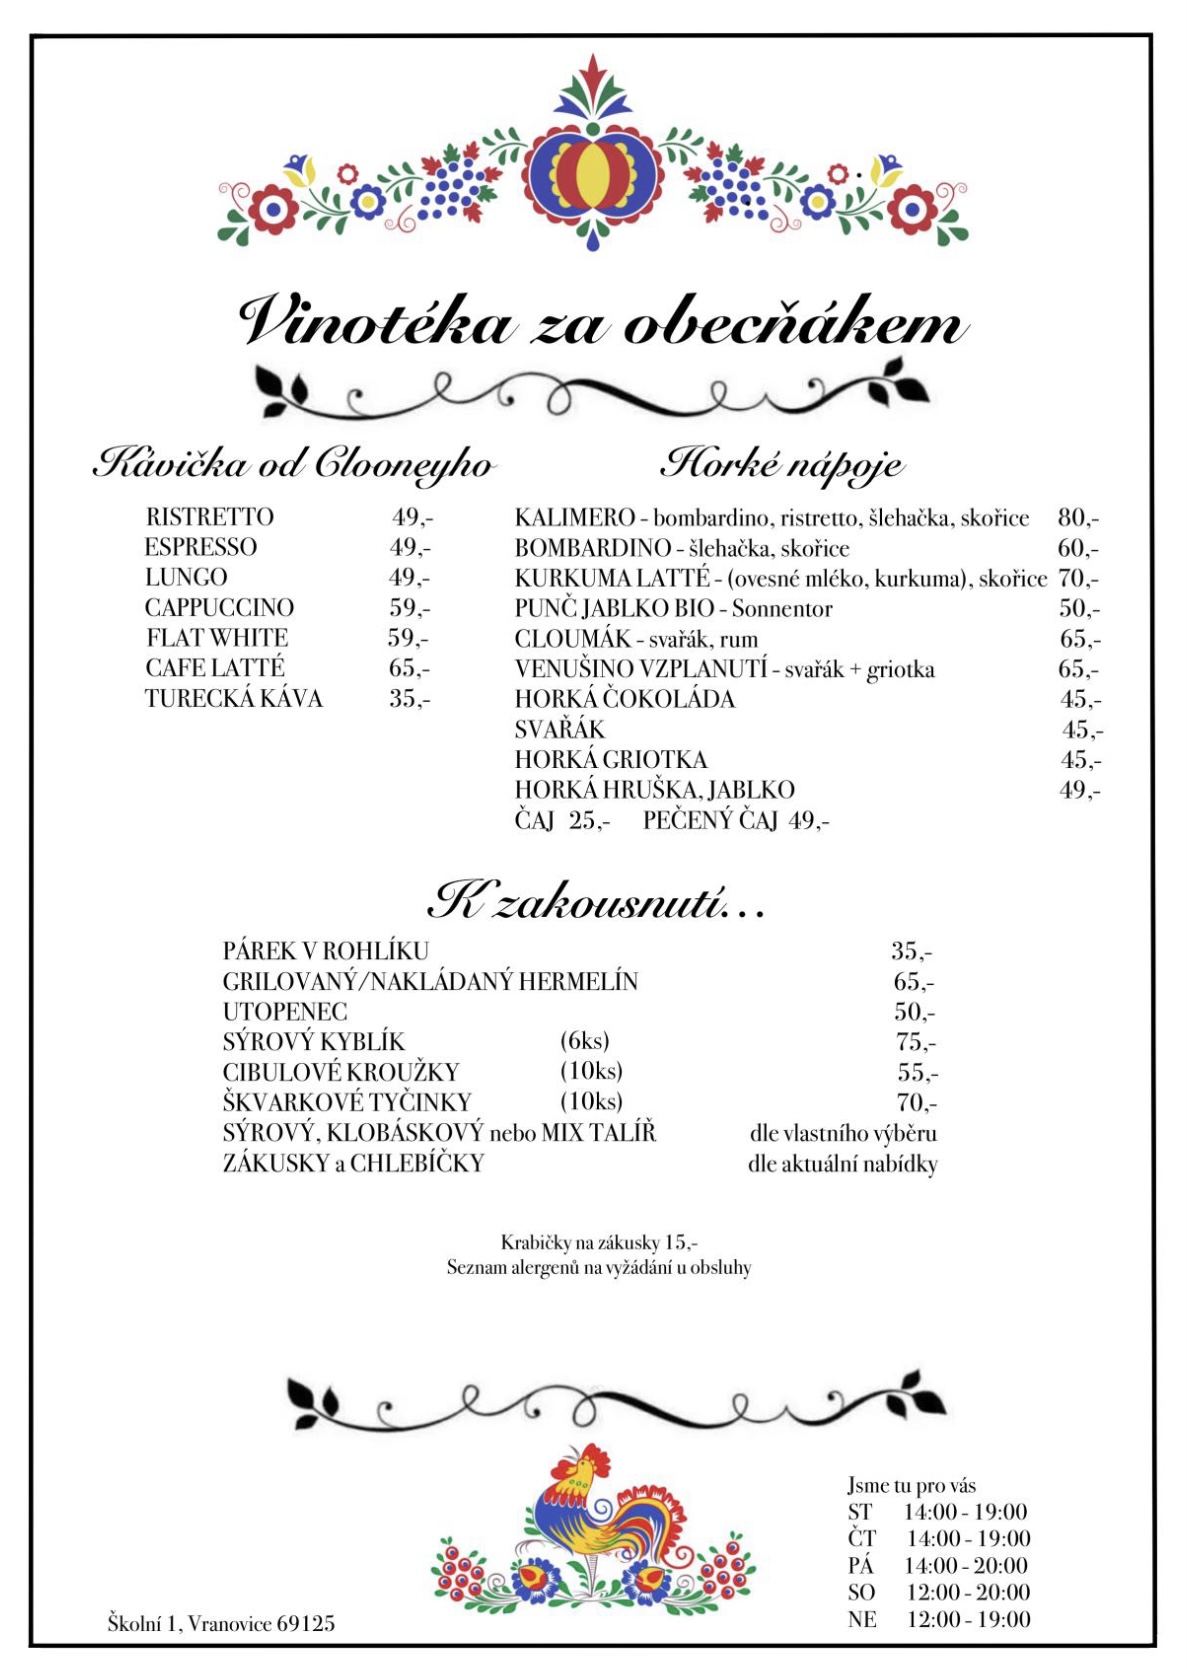 Vinotéka za obecňákem
Kávička od Clooneyho
RISTRETTO 49,-
ESPRESSO 49,-
LUNGO 49,-
CAPPUCCINO 59,-
FLAT WHITE 59,-
CAFE LATTÉ 65,-
TURECKÁ KÁVA 35,-
Horké nápoje
KALIMERO - bombardino, ristretto, šlehačka, skořice 80,-
BOMBARDINO - šlehačka, skořice 60,-
KURKUMA LATTÉ - (ovesné mléko, kurkuma), skořice 70,-
PUNČ JABLKO BIO - Sonnentor 50,-
CLOUMÁK - svařák, rum 65,-
VENUŠINO VZPLANUTÍ - svařák + griotka 65,-
HORKÁ ČOKOLÁDA 45,-
SVAŘÁK 45,-
HORKÁ GRIOTKA 45,-
HORKÁ HRUŠKA, JABLKO 49,-
ČAJ 25,- PEČENÝ ČAJ 49,-
K zakousnutí...
PÁREK V ROHLÍKU 35,-
GRILOVANÝ/NAKLÁDANÝ HERMELÍN 65,-
UTOPENEC 50,-
SÝROVÝ KYBLÍK (6ks) 75,-
CIBULOVÉ KROUŽKY (10ks) 55,-
ŠKVARKOVÉ TYČINKY (10ks) 70,-
SÝROVÝ, KLOBÁSKOVÝ nebo MIX TALÍŘ dle vlastního výběru
ZÁKUSKY a CHLEBÍČKY dle aktuální nabídky
Krabičky na zákusky 15,-
Seznam alergenů na vyžádání u obsluhy
Jsme tu pro vás
ST 14:00 - 19:00
ČT 14:00 - 19:00
PÁ 14:00 - 20:00
SO 12:00 - 20:00
NE 12:00 - 19:00
Školní 1, Vranovice 69125